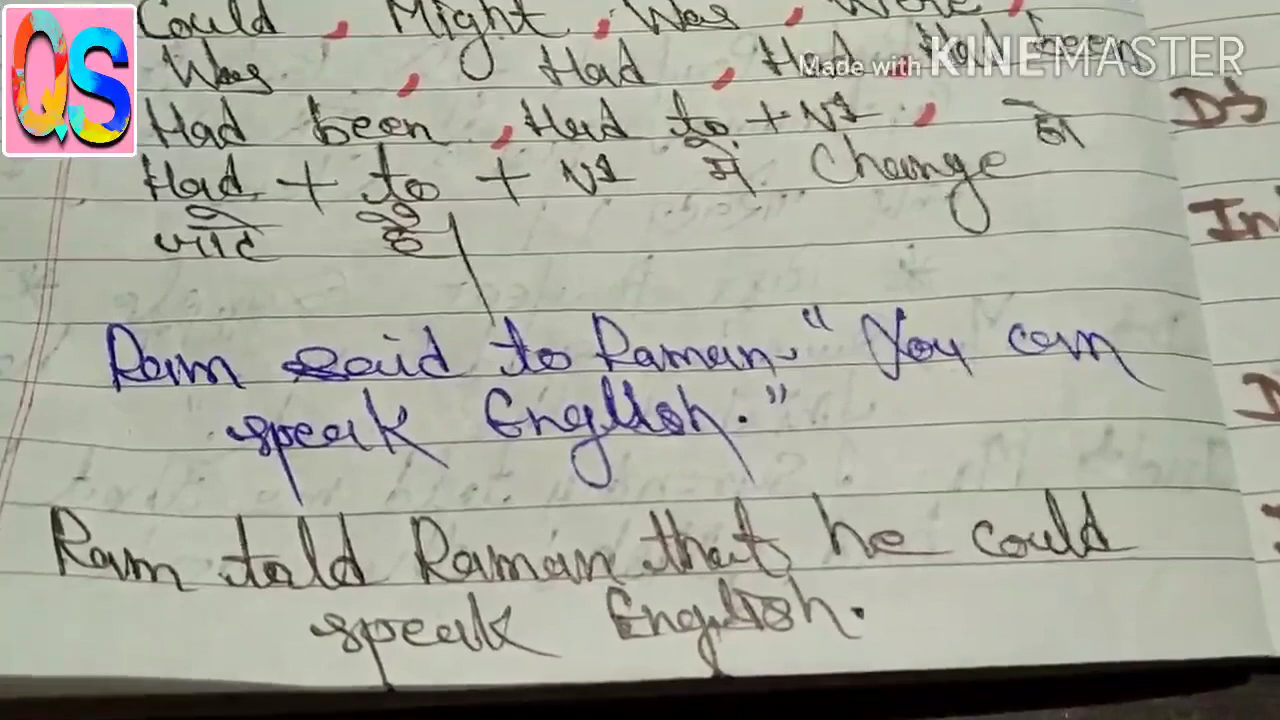 QS
Could, Might, Was, Were,
Was, Had, Had, Had been
Made with KINEMASTER
Had been, Had to + V1,
Had + to + V1 में Change हो
जाते हैं।
Ram said to Raman, "You can
speak English."
Ram told Raman that he could
speak English.
In